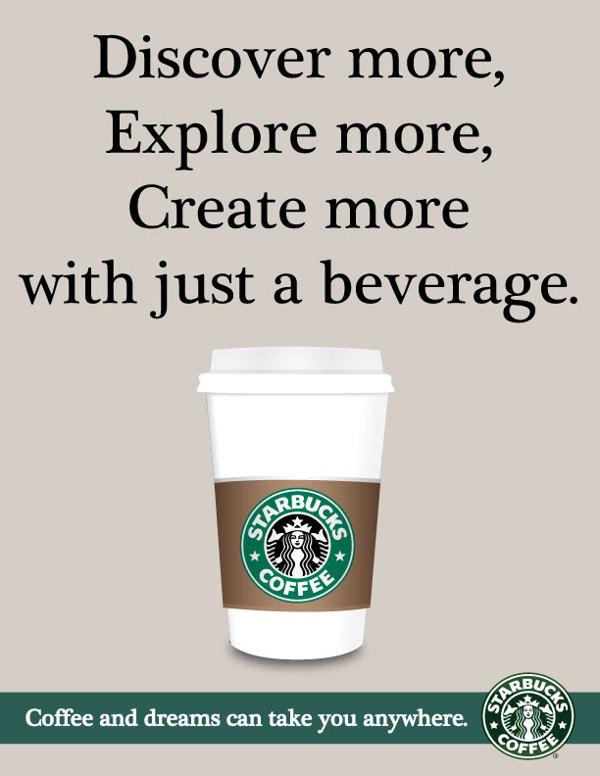 Discover more,
Explore more,
Create more
with just a beverage.
STARBUCKS
COFFEE
Coffee and dreams can take you anywhere.
STARBUCKS
COFFEE
®